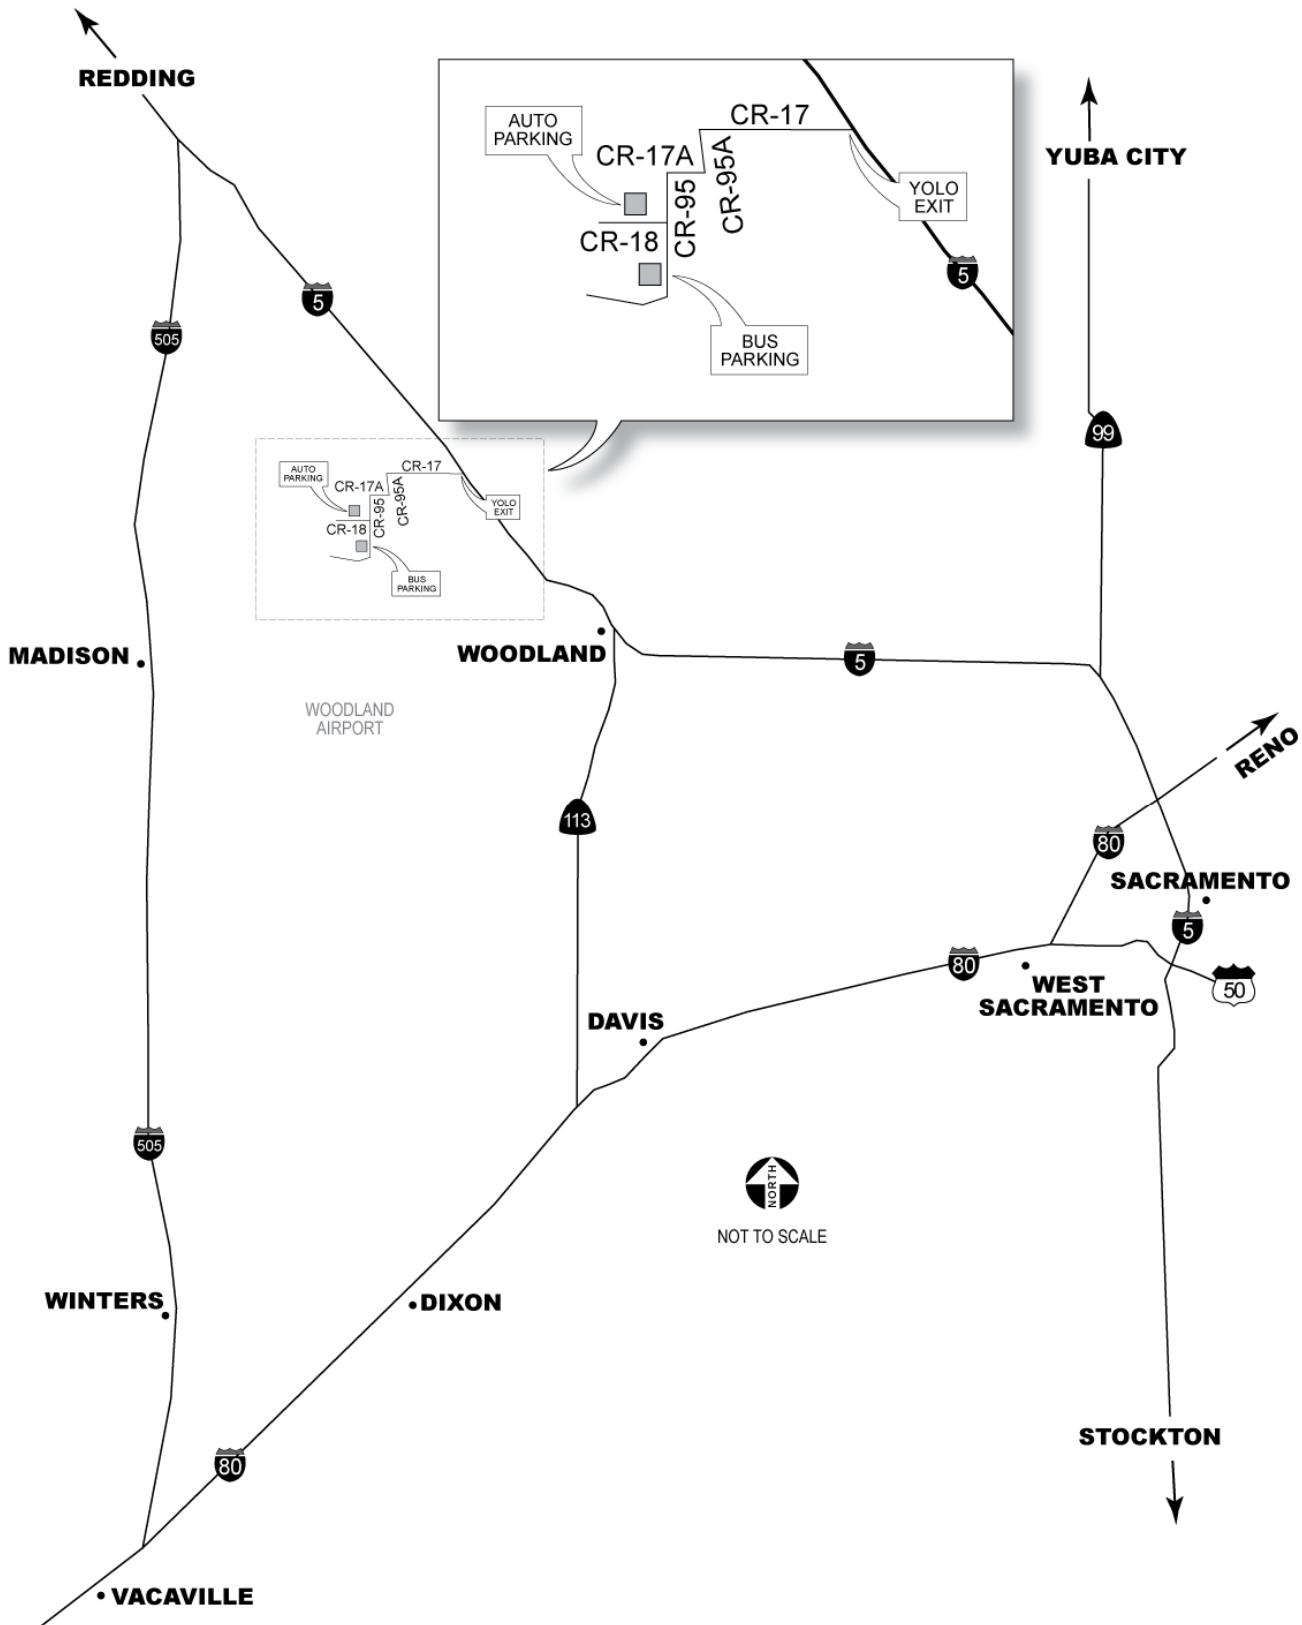 REDDING
AUTO
PARKING
CR-17
CR-17A
CR-95
CR-95A
CR-18
YOLO
EXIT
5
BUS
PARKING
YUBA CITY
5
505
99
AUTO
PARKING
CR-17
CR-17A
CR-95
CR-95A
CR-18
YOLO
EXIT
BUS
PARKING
MADISON
WOODLAND
5
WOODLAND
AIRPORT
RENO
113
80
SACRAMENTO
5
80
WEST
SACRAMENTO
50
DAVIS
505
NORTH
NOT TO SCALE
WINTERS
DIXON
STOCKTON
80
VACAVILLE